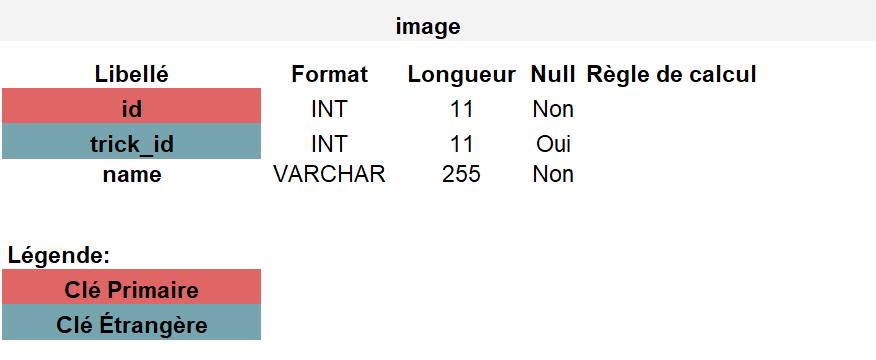 image
Libellé Format Longueur Null Règle de calcul
id INT 11 Non
trick_id INT 11 Oui
name VARCHAR 255 Non
Légende:
Clé Primaire
Clé Étrangère